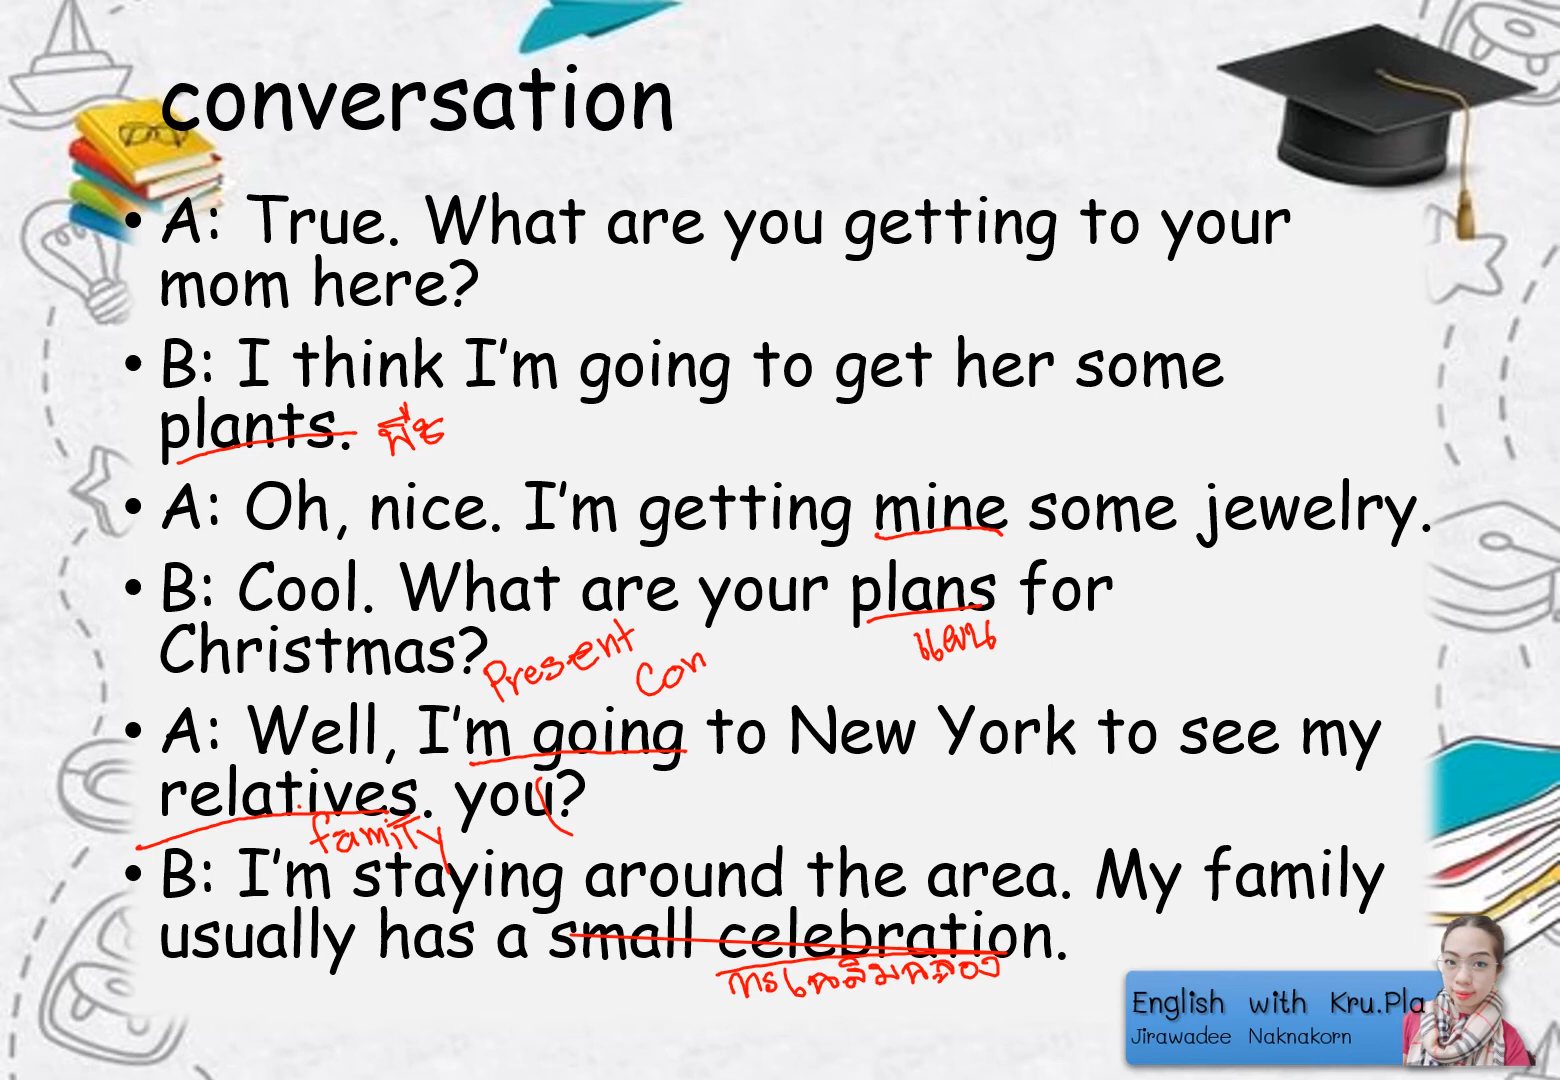 conversation
• A: True. What are you getting to your
mom here?
• B: I think I’m going to get her some
plants. พืช
• A: Oh, nice. I’m getting mine some jewelry.
• B: Cool. What are your plans for
แผน
Christmas?
Present
Con
• A: Well, I’m going to New York to see my
relatives. you?
family
• B: I’m staying around the area. My family
usually has a small celebration.
การเฉลิมฉลอง
English with Kru.Pla
Jirawadee Naknakorn